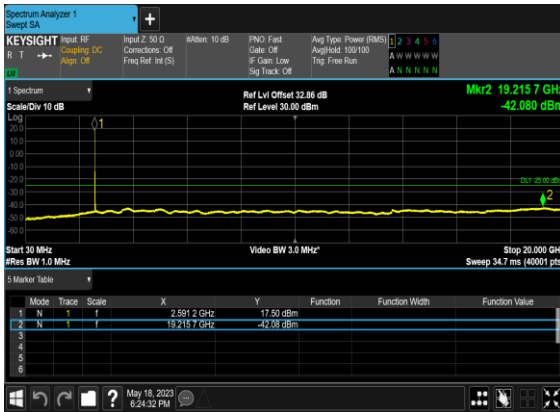 Spectrum Analyzer 1
Swept SA
+
KEYSIGHT
R T
LXI
Input: RF
Coupling: DC
Align: Off
Input Z: 50 Ω
Corrections: Off
Freq Ref: Int (S)
#Atten: 10 dB
PNO: Fast
Gate: Off
IF Gain: Low
Sig Track: Off
Avg Type: Power (RMS)
Avg|Hold: 100/100
Trig: Free Run
1 2 3 4 5 6
A W W W W W
A N N N N N
1 Spectrum
Scale/Div 10 dB
Ref Lvl Offset 32.86 dB
Ref Level 30.00 dBm
Mkr2 19.215 7 GHz
-42.080 dBm
Log
20.0
10.0
0.00
-10.0
-20.0
-30.0
-40.0
-50.0
-60.0
1
DL1 -25.00 dBm
2
Start 30 MHz
#Res BW 1.0 MHz
Video BW 3.0 MHz*
Stop 20.000 GHz
Sweep 34.7 ms (40001 pts)
5 Marker Table
Mode Trace Scale X Y Function Function Width Function Value
1 N 1 f 2.591 2 GHz 17.50 dBm
2 N 1 f 19.215 7 GHz -42.08 dBm
3
4
5
6
?
May 18, 2023
6:24:32 PM